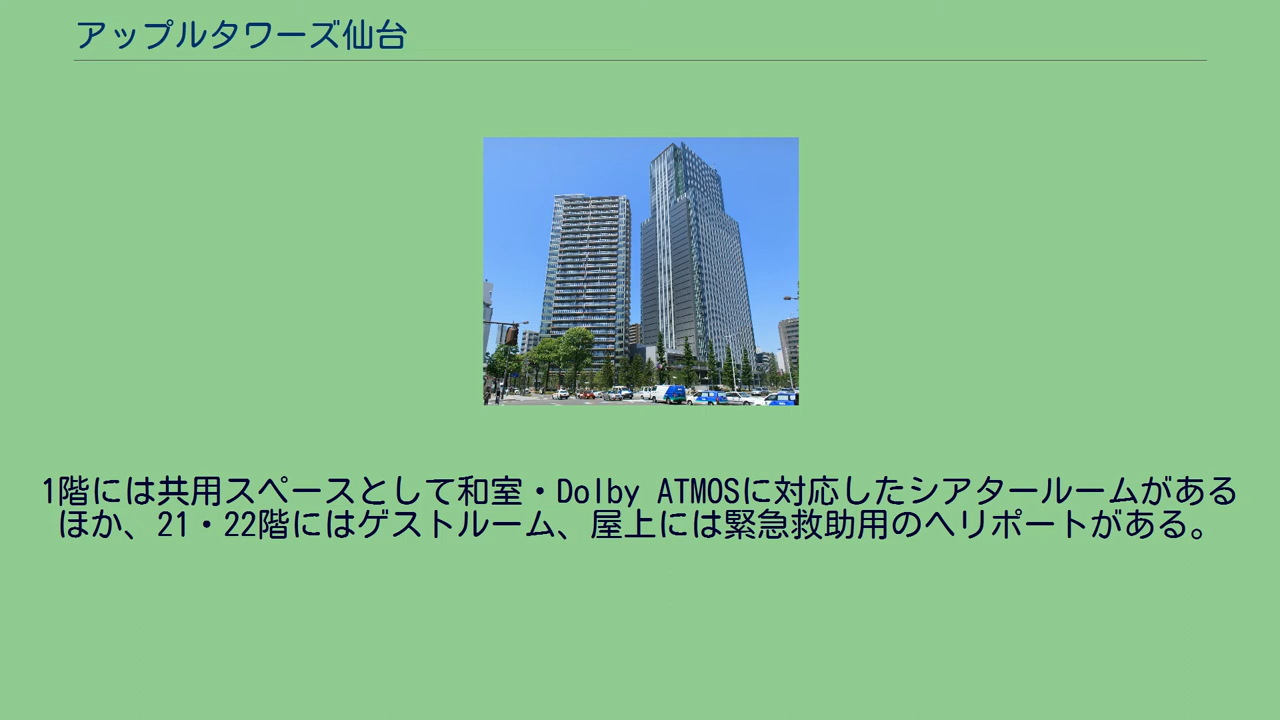 アップルタワーズ仙台
1階には共用スペースとして和室・Dolby ATMOSに対応したシアタールームがある
ほか、21・22階にはゲストルーム、屋上には緊急救助用のヘリポートがある。